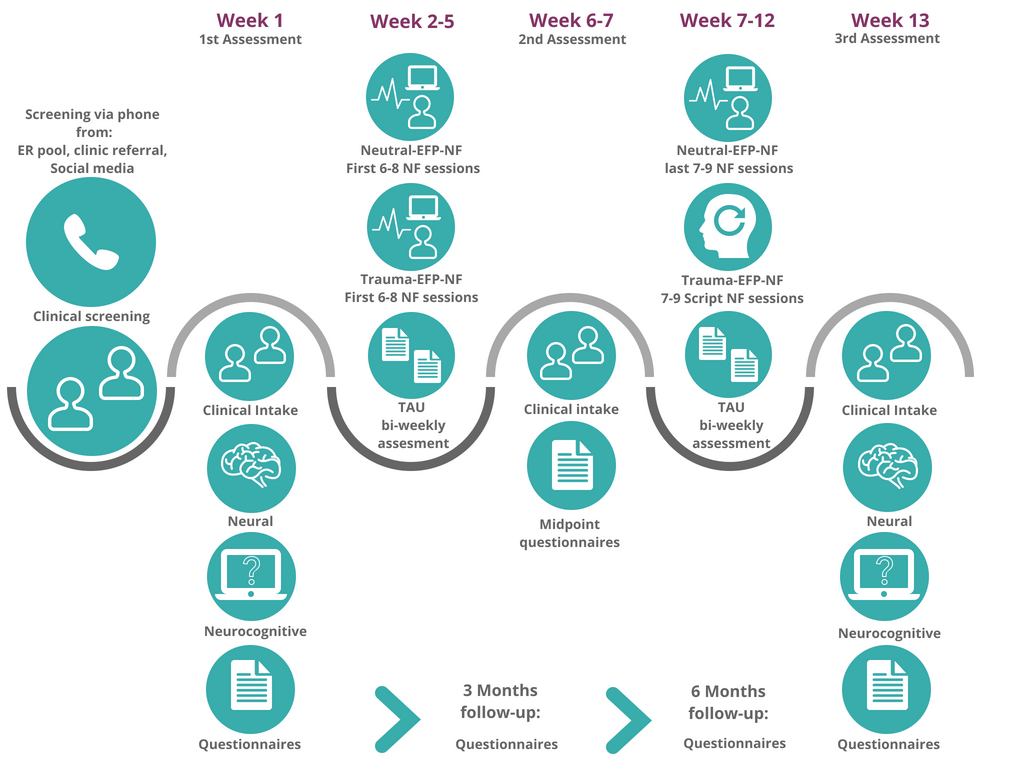 Week 1
1st Assessment
Week 2-5
Week 6-7
2nd Assessment
Week 7-12
Week 13
3rd Assessment
Screening via phone
from:
ER pool, clinic referral,
Social media
Clinical screening
Clinical Intake
Neural
?
Neurocognitive
Questionnaires
Neutral-EFP-NF
First 6-8 NF sessions
Trauma-EFP-NF
First 6-8 NF sessions
TAU
bi-weekly
assesment
Clinical intake
Midpoint
questionnaires
Neutral-EFP-NF
last 7-9 NF sessions
Trauma-EFP-NF
7-9 Script NF sessions
TAU
bi-weekly
assessment
Clinical Intake
Neural
?
Neurocognitive
Questionnaires
3 Months
follow-up:
Questionnaires
6 Months
follow-up:
Questionnaires